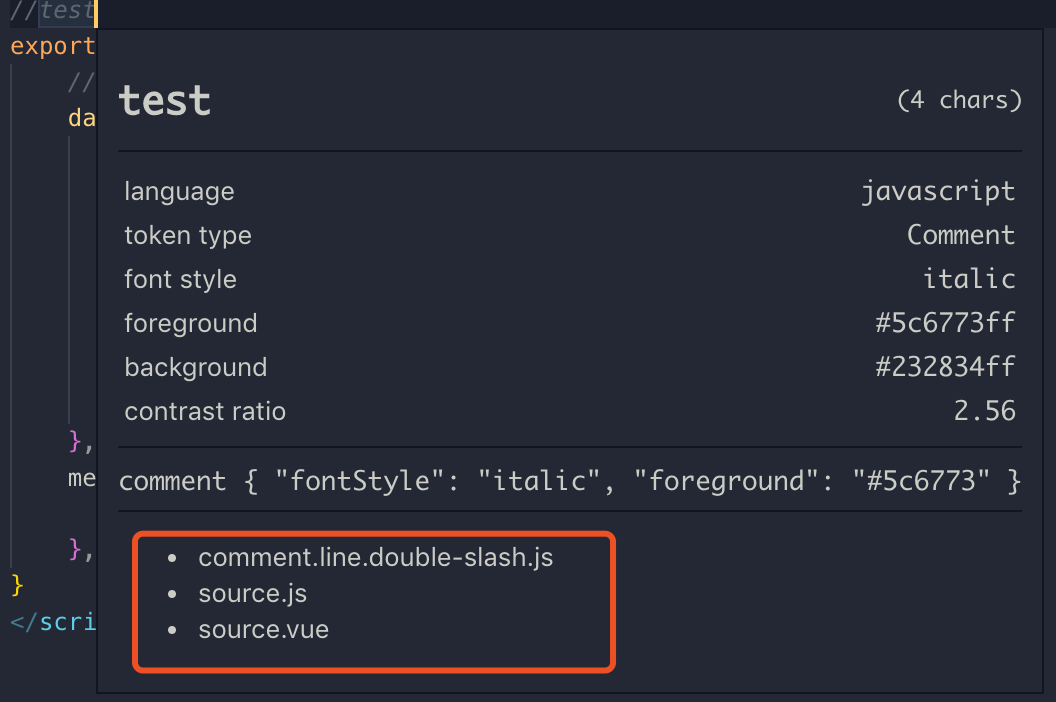 //test
export
//
da
},
me
},
}
</scri
test (4 chars)
language javascript
token type Comment
font style italic
foreground #5c6773ff
background #232834ff
contrast ratio 2.56
comment { "fontStyle": "italic", "foreground": "#5c6773" }
• comment.line.double-slash.js
• source.js
• source.vue